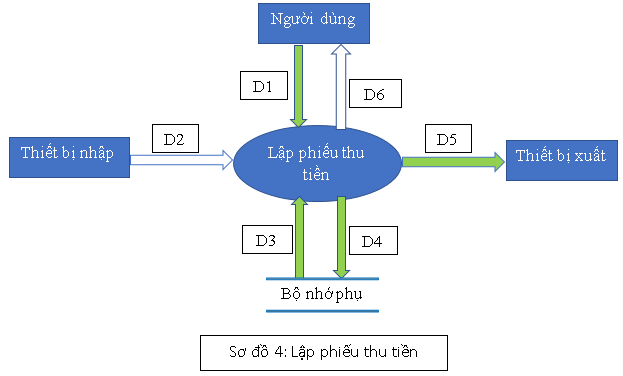 Người dùng
D1
D6
Thiết bị nhập
D2
Lập phiếu thu
tiền
D5
Thiết bị xuất
D3
D4
Bộ nhớ phụ
Sơ đồ 4: Lập phiếu thu tiền